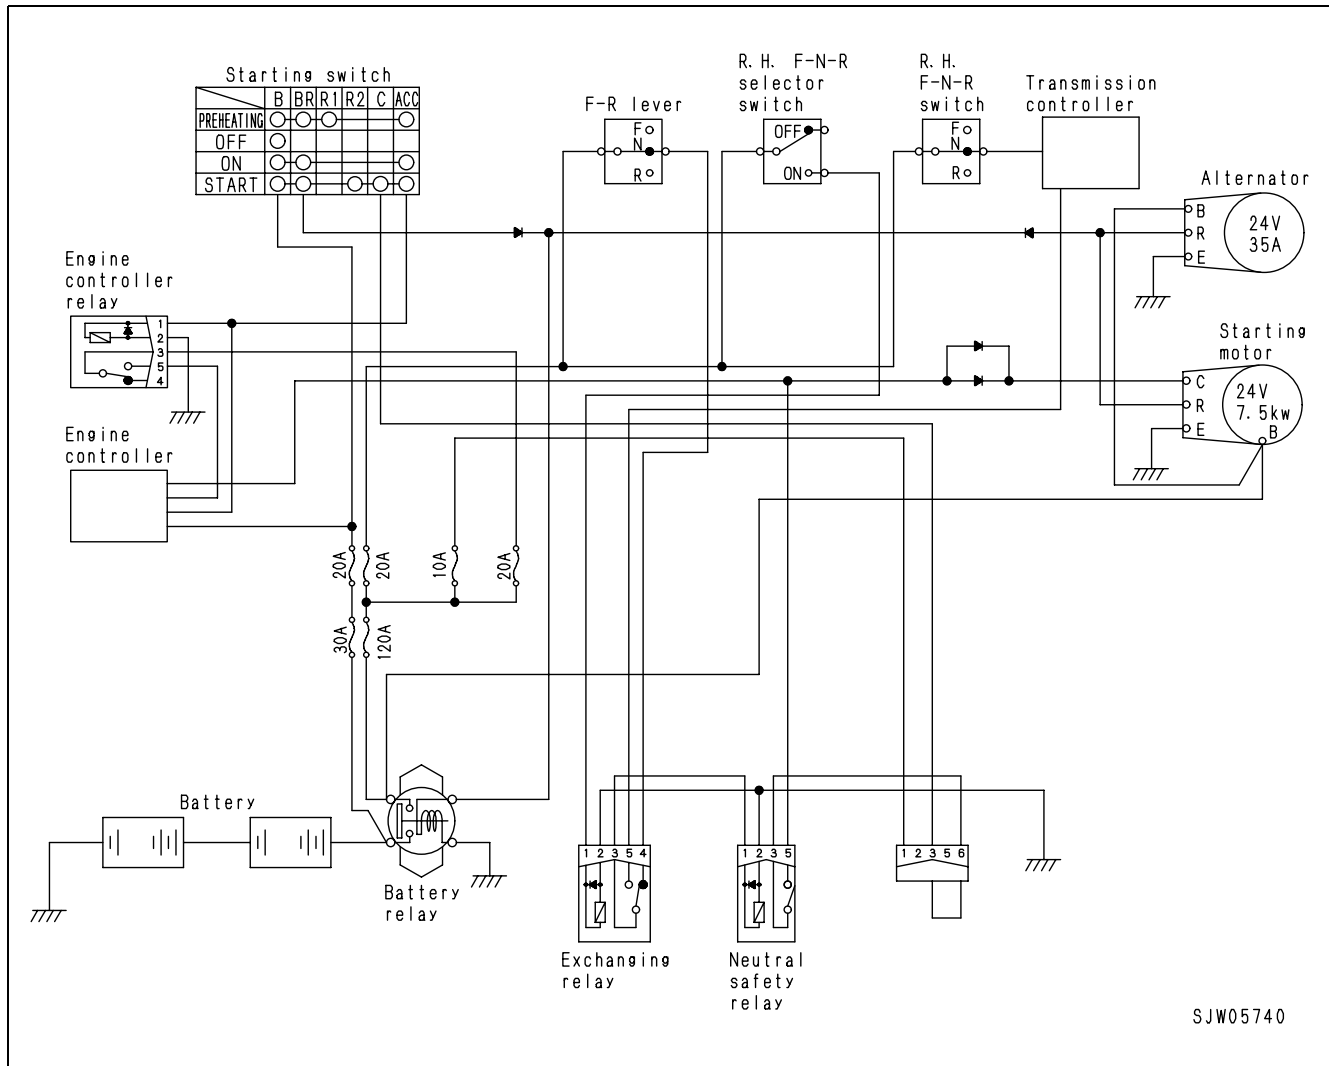 Starting switch
B BR R1 R2 C ACC
PREHEATING
OFF
ON
START
F-R lever
F
N
R
R. H. F-N-R
selector
switch
OFF
ON
R. H.
F-N-R
switch
F
N
R
Transmission
controller
Alternator
B
R
E
24V
35A
Engine
controller
relay
1
2
3
5
4
Starting
motor
C
R
E
24V
7. 5kw
B
Engine
controller
20A
20A
10A
20A
30A
120A
Battery
Battery
relay
1 2 3 5 4
Exchanging
relay
1 2 3 5
Neutral
safety
relay
1 2 3 5 6
SJW05740